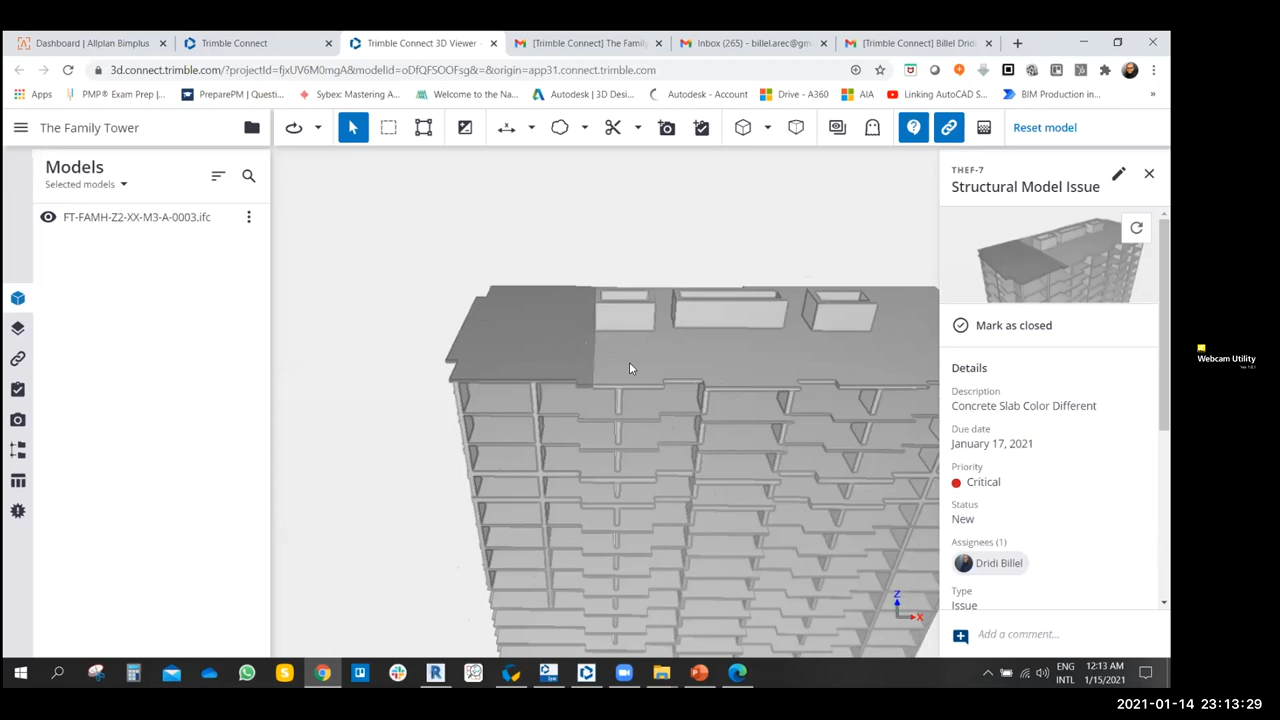 Dashboard | Allplan Bimplus
Trimble Connect
Trimble Connect 3D Viewer
[Trimble Connect] The Family
Inbox (265) - billel.arec@gm
[Trimble Connect] Billel Drid
3d.connect.trimble.com/?projectId=fjxUV6M0mgA&modelId=oDfQFSOOFsg&=&origin=app31.connect.trimble.com
Apps
PMP® Exam Prep |...
PreparePM | Questi...
Sybex: Mastering A...
Welcome to the Na...
Autodesk | 3D Desi...
Autodesk - Account
Drive - A360
AIA
Linking AutoCAD S...
BIM Production in...
The Family Tower
Reset model
Models
Selected models
FT-FAMH-Z2-XX-M3-A-0003.ifc
THEF-7
Structural Model Issue
Mark as closed
Details
Description
Concrete Slab Color Different
Due date
January 17, 2021
Priority
Critical
Status
New
Assignees (1)
Dridi Billel
Type
Issue
Add a comment...
Z
X
Webcam Utility
ENG
INTL
12:13 AM
1/15/2021
2021-01-14 23:13:29